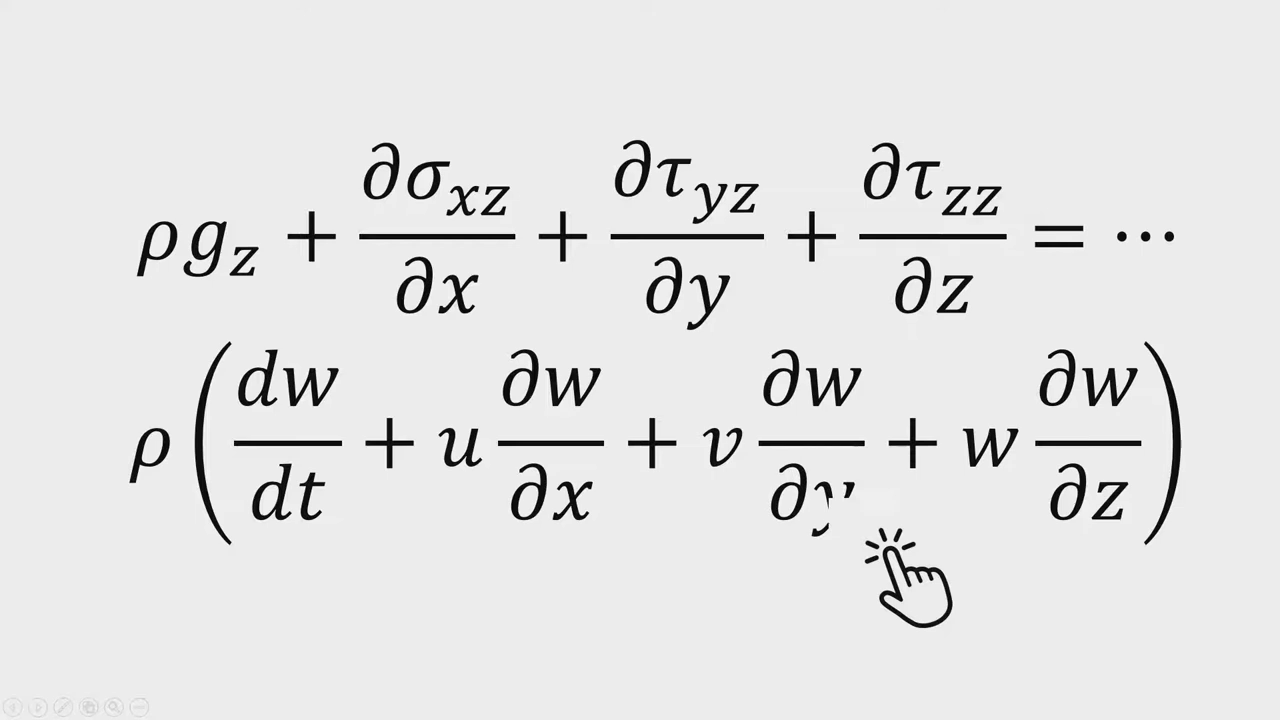 ρg_z + ∂σ_xz/∂x + ∂τ_yz/∂y + ∂τ_zz/∂z = ⋯
ρ(dw/dt + u ∂w/∂x + v ∂w/∂y + w ∂w/∂z)